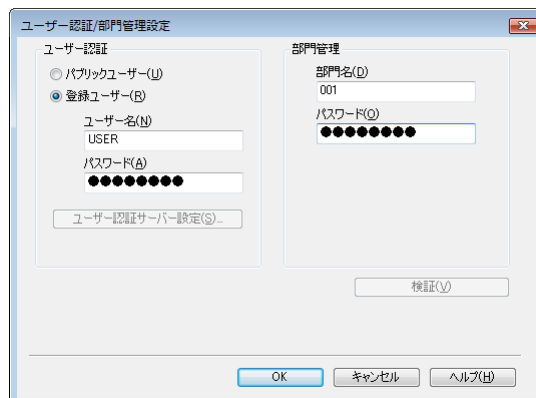 ユーザー認証/部門管理設定
ユーザー認証
パブリックユーザー(U)
登録ユーザー(R)
ユーザー名(N)
USER
パスワード(A)
●●●●●●●●
ユーザー認証サーバー設定(S)...
部門管理
部門名(D)
001
パスワード(O)
●●●●●●●●
検証(V)
OK
キャンセル
ヘルプ(H)